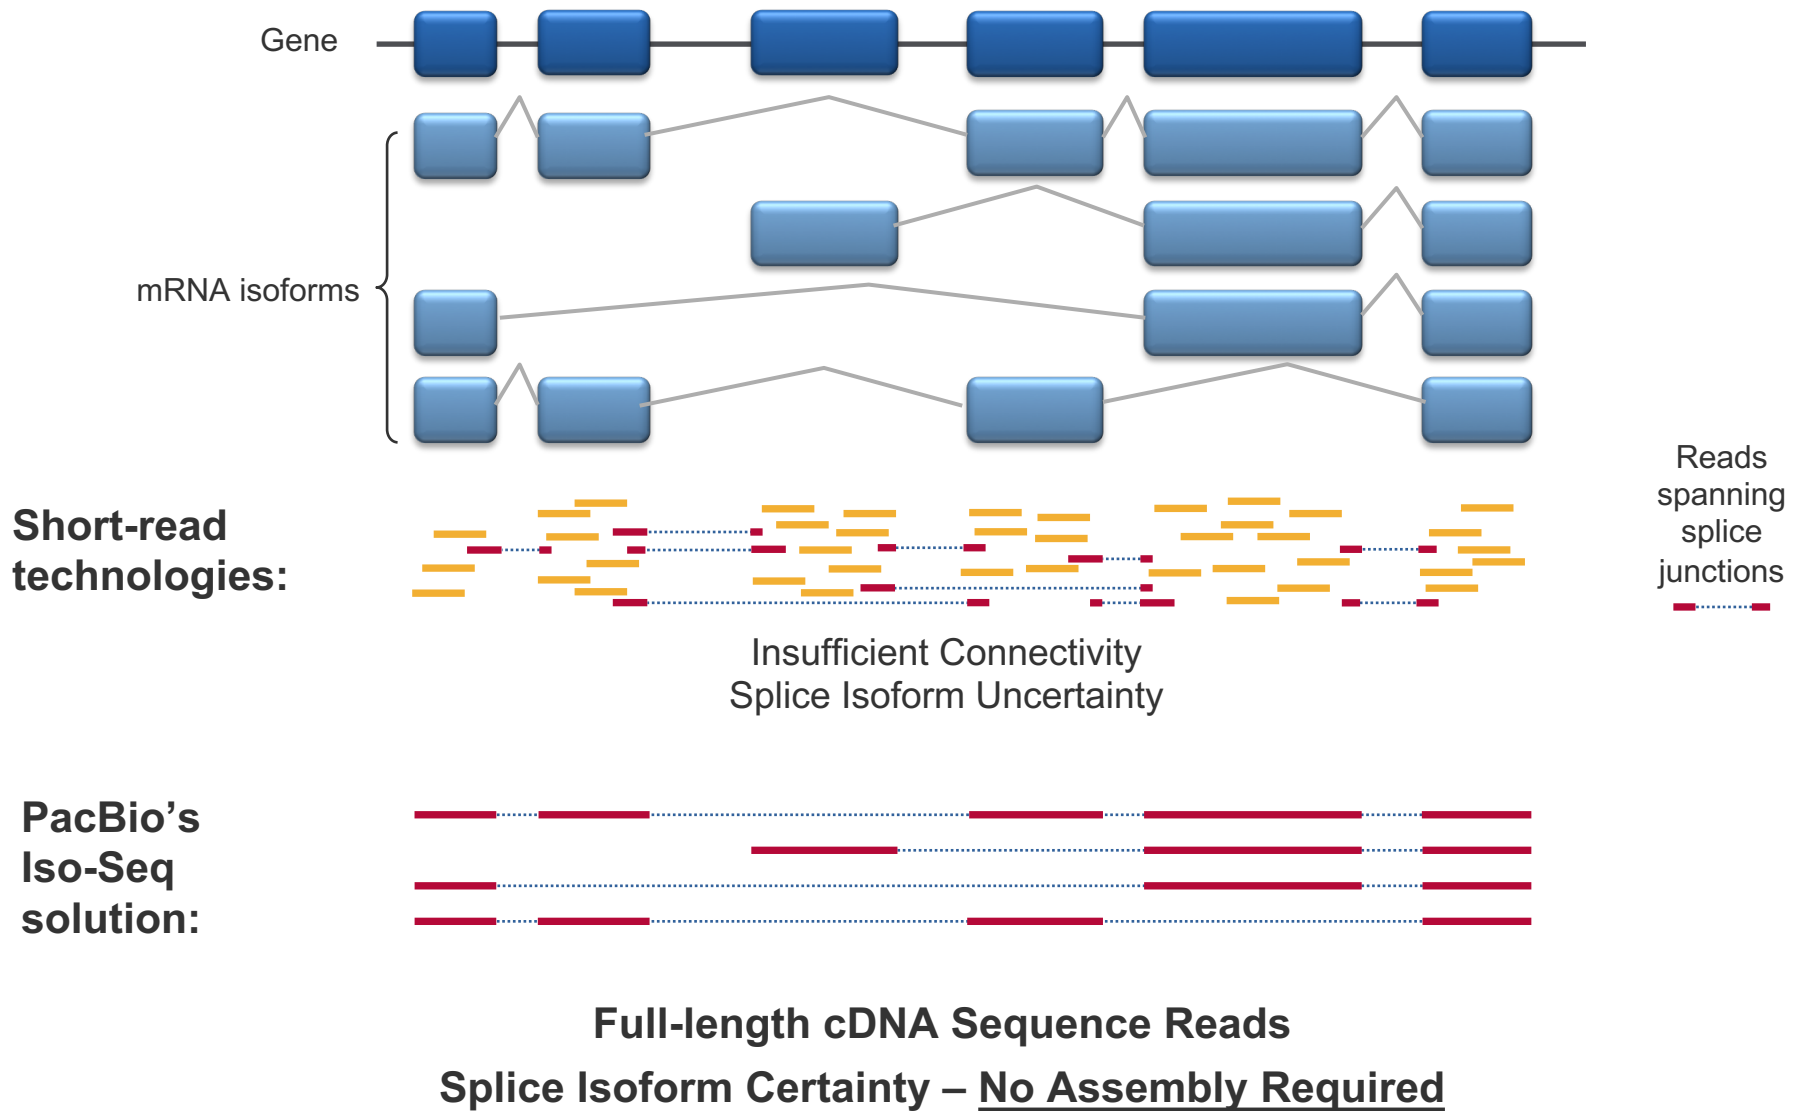 Gene
mRNA isoforms
Short-read
technologies:
Reads
spanning
splice
junctions
Insufficient Connectivity
Splice Isoform Uncertainty
PacBio’s
Iso-Seq
solution:
Full-length cDNA Sequence Reads
Splice Isoform Certainty – No Assembly Required